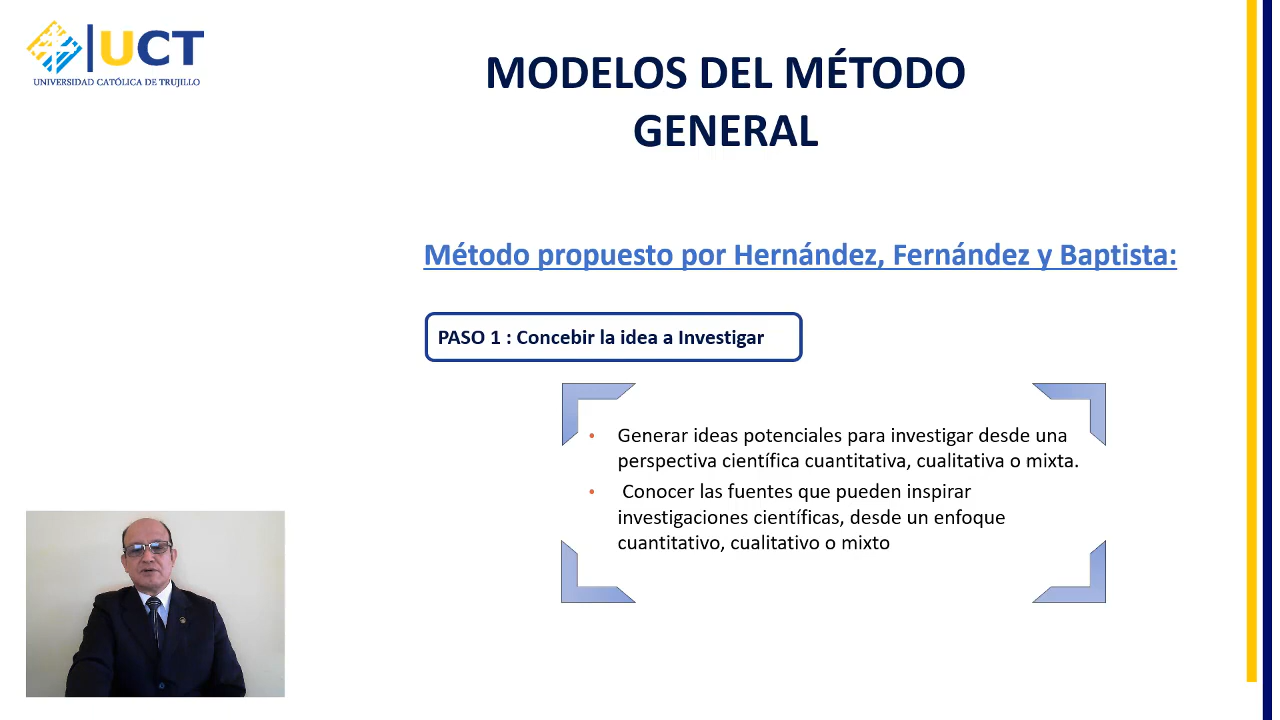 UCT
UNIVERSIDAD CATÓLICA DE TRUJILLO
MODELOS DEL MÉTODO
GENERAL
Método propuesto por Hernández, Fernández y Baptista:
PASO 1 : Concebir la idea a Investigar
• Generar ideas potenciales para investigar desde una
perspectiva científica cuantitativa, cualitativa o mixta.
• Conocer las fuentes que pueden inspirar
investigaciones científicas, desde un enfoque
cuantitativo, cualitativo o mixto